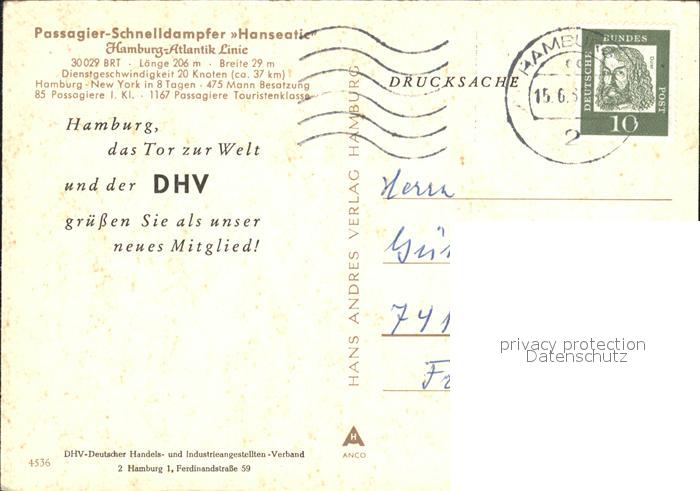 Passagier-Schnelldampfer »Hanseatic«
Hamburg-Atlantik Linie
30029 BRT · Länge 206 m · Breite 29 m
Dienstgeschwindigkeit 20 Knoten (ca. 37 km)
Hamburg - New York in 8 Tagen · 475 Mann Besatzung
85 Passagiere I. Kl. · 1167 Passagiere Touristenklasse
Hamburg,
das Tor zur Welt
und der DHV
grüßen Sie als unser
neues Mitglied!
DHV-Deutscher Handels- und Industrieangestellten-Verband
2 Hamburg 1, Ferdinandstraße 59
4536
HANS ANDRES VERLAG HAMBURG
H
ANCO
DRUCKSACHE
15.6.
2
DEUTSCHE
BUNDES
POST
Dürer
10
Herrn
741
privacy protection
Datenschutz